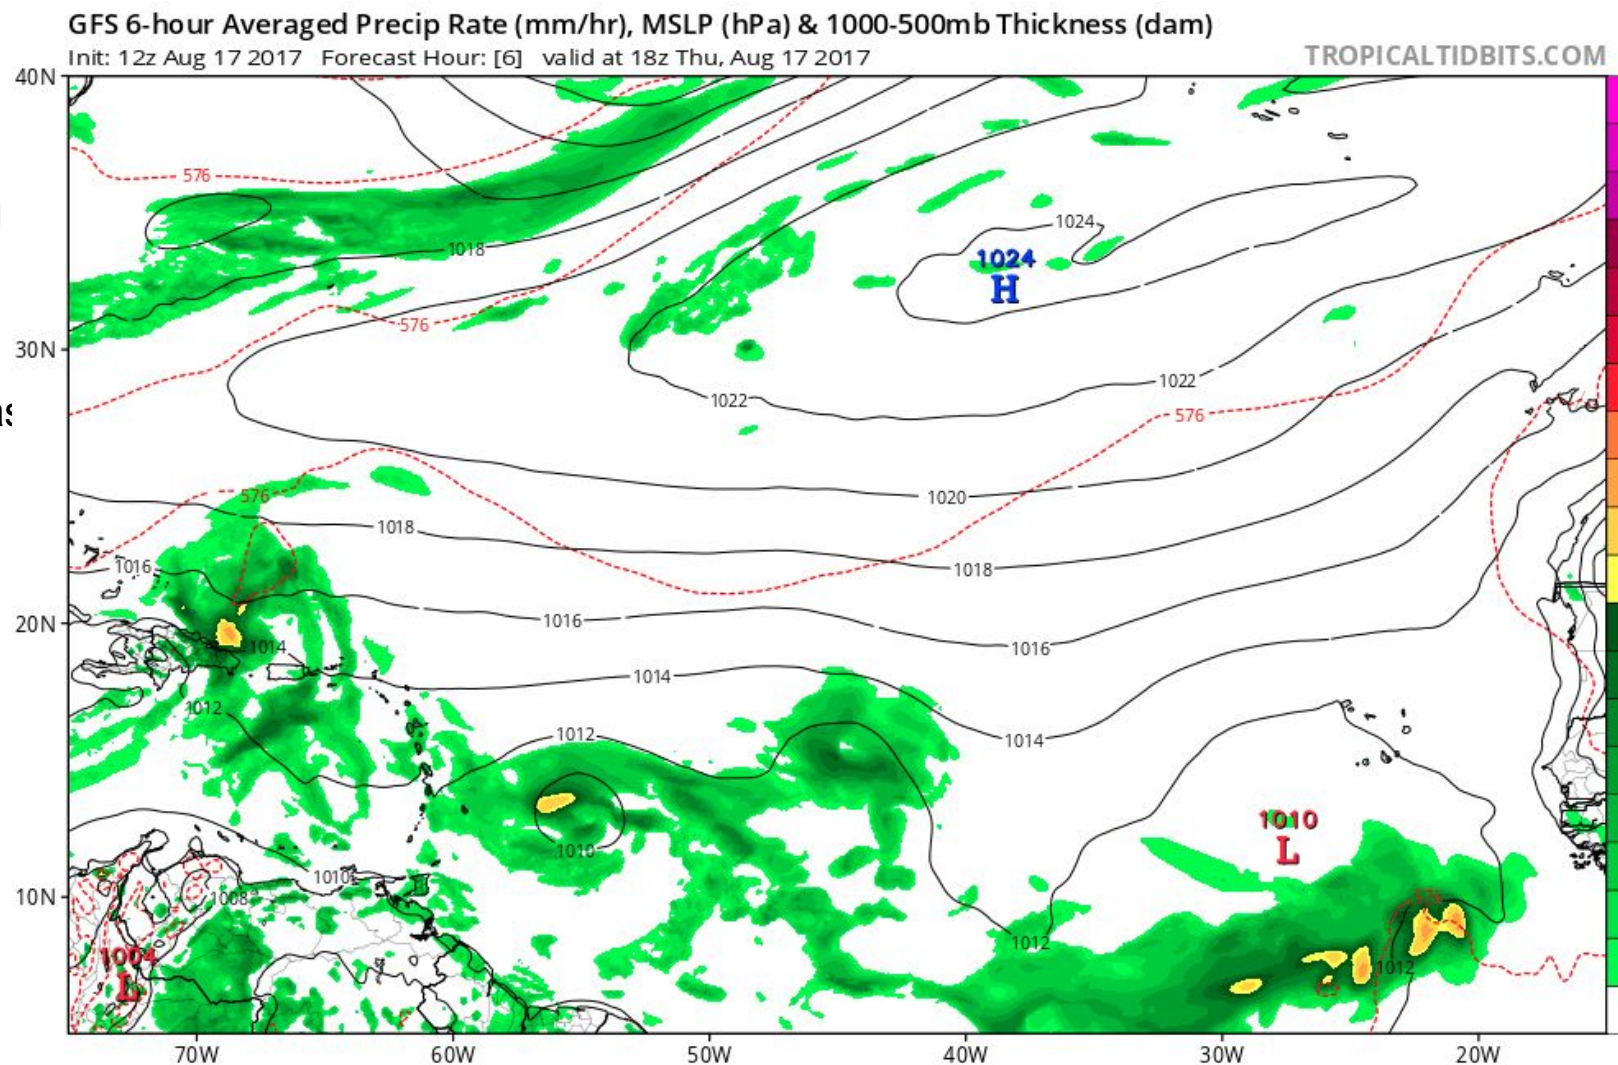 GFS 6-hour Averaged Precip Rate (mm/hr), MSLP (hPa) & 1000-500mb Thickness (dam)
Init: 12z Aug 17 2017 Forecast Hour: [6] valid at 18z Thu, Aug 17 2017
TROPICALTIDBITS.COM
40N
576
1024
1018
1024
H
576
30N
1022
1022
576
576
1020
1018
1016
1018
20N
1016
1016
1014
1014
1012
1012
1014
1010
L
1010
1010
1008
10N
1012
1004
L
1012
70W
60W
50W
40W
30W
20W